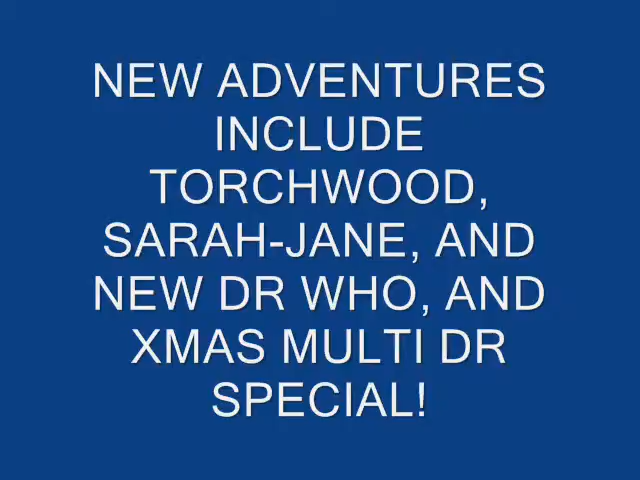 NEW ADVENTURES
INCLUDE
TORCHWOOD,
SARAH-JANE, AND
NEW DR WHO, AND
XMAS MULTI DR
SPECIAL!